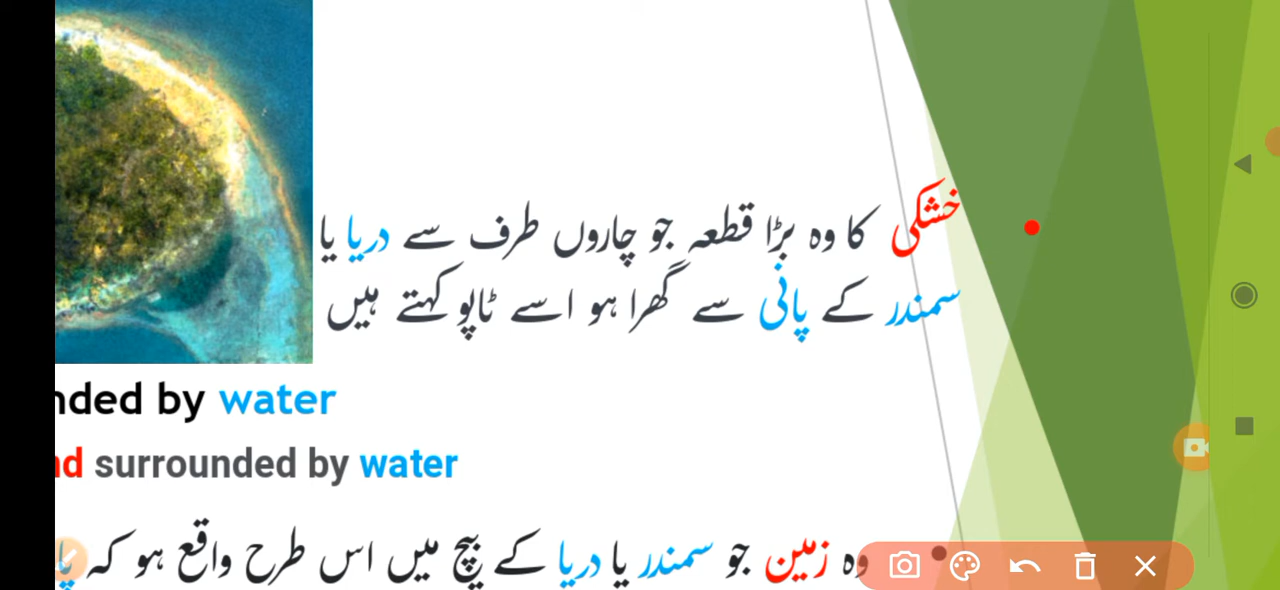 خشکی کا وہ بڑا قطعہ جو چاروں طرف سے دریا یا
سمندر کے پانی سے گھرا ہو اسے ٹاپو کہتے ہیں
nded by water
nd surrounded by water
وہ زمین جو سمندر یا دریا کے بیچ میں اس طرح واقع ہو کہ